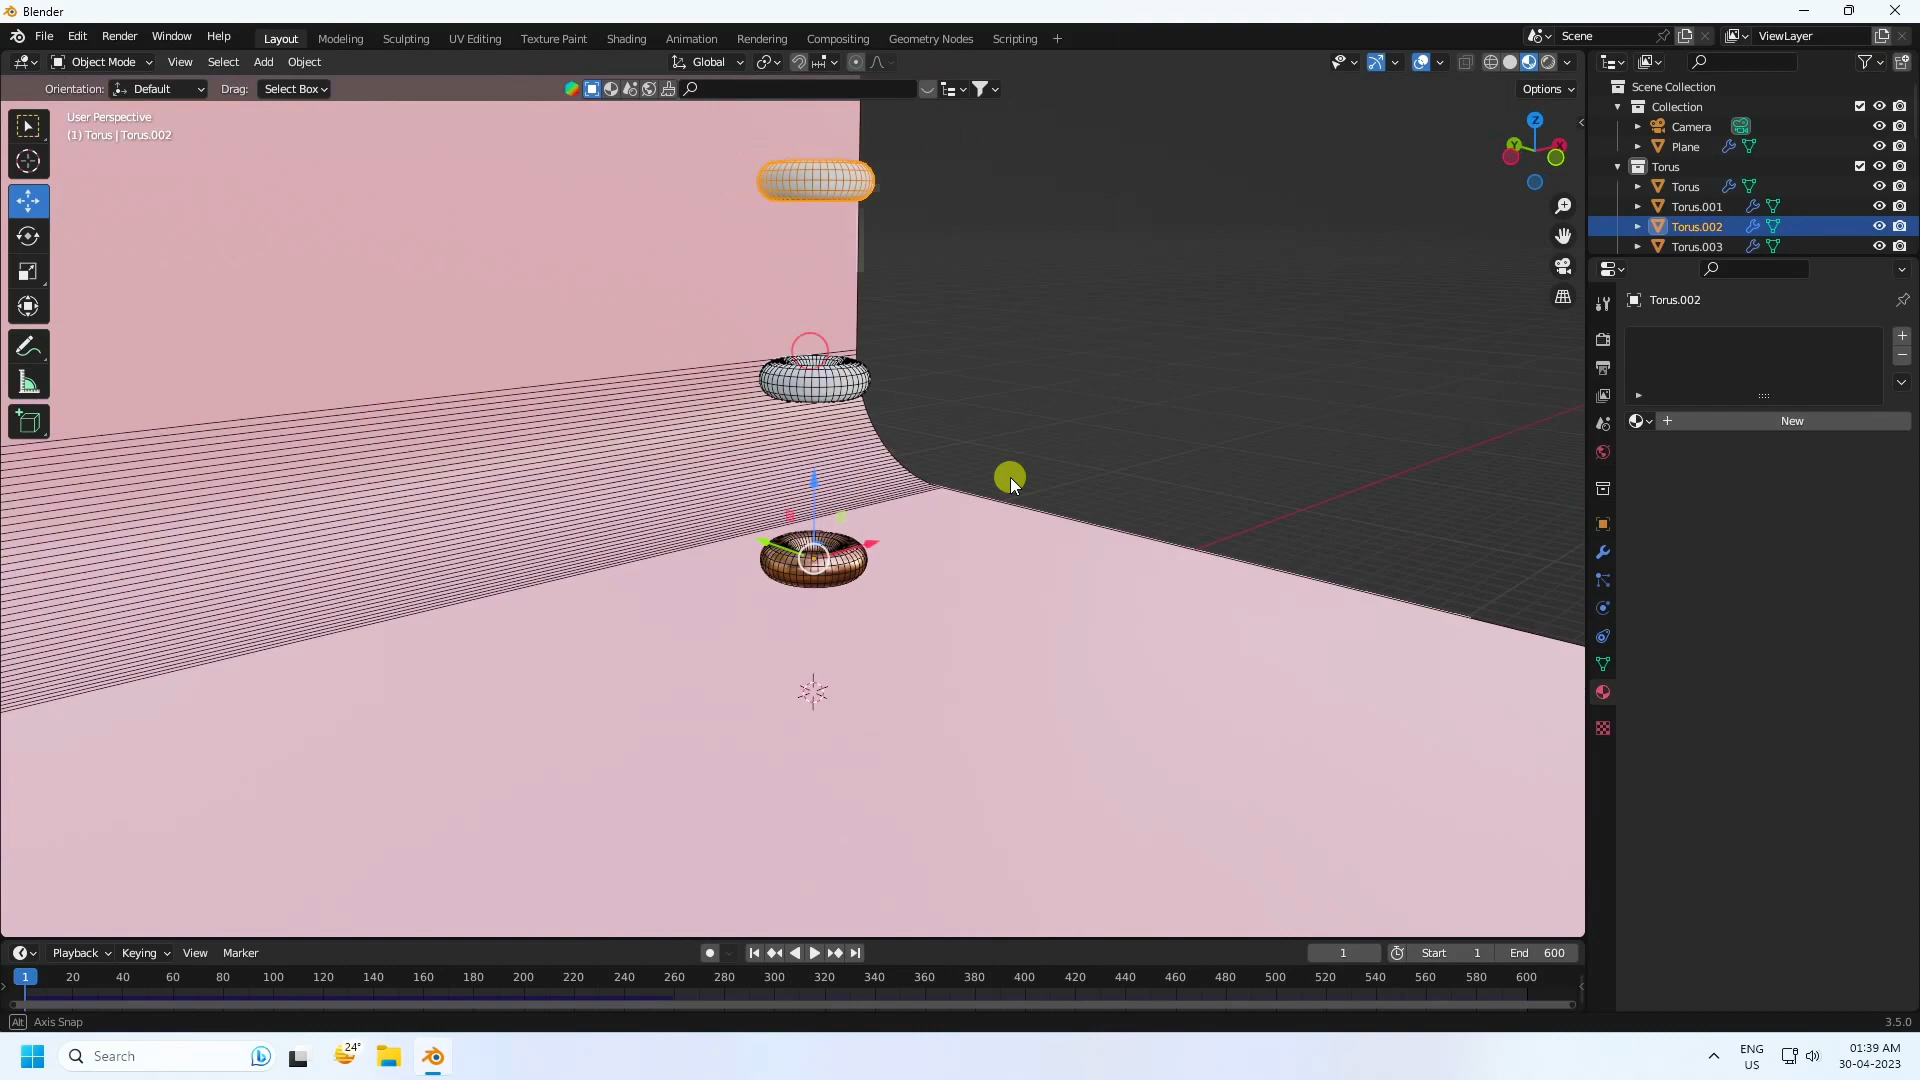 Blender
File Edit Render Window Help Layout Modeling Sculpting UV Editing Texture Paint Shading Animation Rendering Compositing Geometry Nodes Scripting + Scene ViewLayer
Object Mode View Select Add Object Global
Orientation: Default Drag: Select Box Options
User Perspective
(1) Torus | Torus.002
Z
Y
X
Scene Collection
Collection
Camera
Plane
Torus
Torus
Torus.001
Torus.002
Torus.003
Torus.002
New
Playback Keying View Marker 1 Start 1 End 600
1 20 40 60 80 100 120 140 160 180 200 220 240 260 280 300 320 340 360 380 400 420 440 460 480 500 520 540 560 580 600
Alt Axis Snap 3.5.0
Search 24° ENG US 01:39 AM
30-04-2023